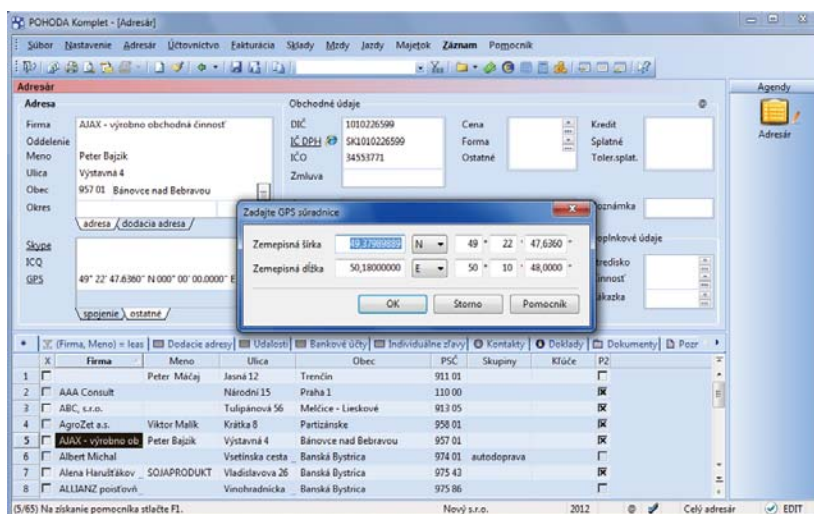 POHODA Komplet - [Adresár]
Súbor Nastavenie Adresár Účtovníctvo Fakturácia Sklady Mzdy Jazdy Majetok Záznam Pomocník
Adresár
Agendy
Adresár
Adresa
Firma AJAX - výrobno obchodná činnosť
Oddelenie
Meno Peter Bajzik
Ulica Výstavná 4
Obec 957 01 Bánovce nad Bebravou
Okres
adresa / dodacia adresa /
Obchodné údaje
DIČ 1010226599
IČ DPH SK1010226599
IČO 34553771
Zmluva
Cena
Forma
Ostatné
Kredit
Splatné
Toler.splat.
Poznámka
Skype
ICQ
GPS 49° 22' 47.6360" N 000° 00' 00.0000" E
spojenie / ostatné /
oplnkové údaje
tredisko
innosť
ákazka
Zadajte GPS súradnice
Zemepisná šírka 49,37989889 N 49 ° 22 ' 47,6360 "
Zemepisná dĺžka 50,18000000 E 50 ° 10 ' 48,0000 "
OK Storno Pomocník
(Firma, Meno) = leas Dodacie adresy Udalosti Bankové účty Individuálne zľavy Kontakty Doklady Dokumenty Pozr
X Firma Meno Ulica Obec PSČ Skupiny Kľúče P2
1 Peter Máčaj Jasná 12 Trenčín 911 01
2 AAA Consult Národní 15 Praha 1 110 00
3 ABC, s.r.o. Tulipánová 56 Melčice - Lieskové 913 05
4 AgroZet a.s. Viktor Malík Krátka 8 Partizánske 958 01
5 AJAX - výrobno ob Peter Bajzik Výstavná 4 Bánovce nad Bebravou 957 01
6 Albert Michal Vsetínska cesta Banská Bystrica 974 01 autodoprava
7 Alena Harušťákov SOJAPRODUKT Vladislavova 26 Banská Bystrica 975 43
8 ALLIANZ poisťovň Vinohradnícka Banská Bystrica 975 86
(5/65) Na získanie pomocníka stlačte F1. Nový s.r.o. 2012 @ Celý adresár EDIT